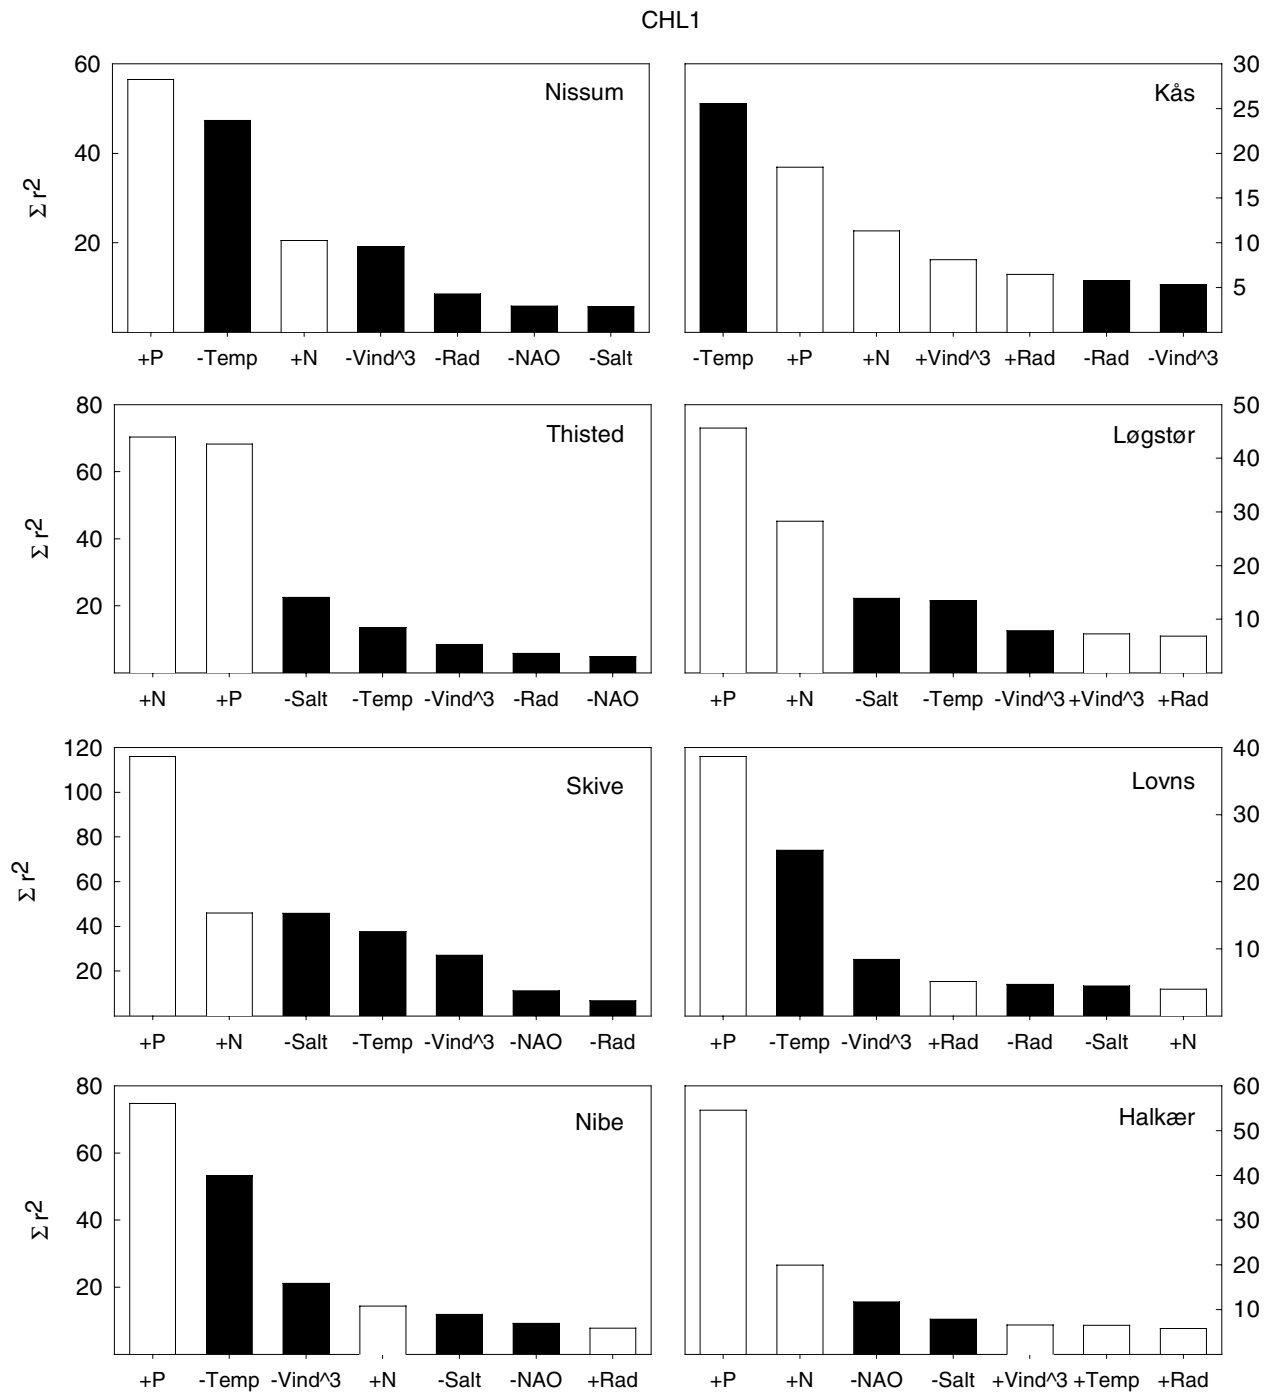 CHL1
60
40
20
Σ r2
Nissum
+P -Temp +N -Vind^3 -Rad -NAO -Salt
30
25
20
15
10
5
Kås
-Temp +P +N +Vind^3 +Rad -Rad -Vind^3
80
60
40
20
Σ r2
Thisted
+N +P -Salt -Temp -Vind^3 -Rad -NAO
50
40
30
20
10
Løgstør
+P +N -Salt -Temp -Vind^3 +Vind^3 +Rad
120
100
80
60
40
20
Σ r2
Skive
+P +N -Salt -Temp -Vind^3 -NAO -Rad
40
30
20
10
Lovns
+P -Temp -Vind^3 +Rad -Rad -Salt +N
80
60
40
20
Σ r2
Nibe
+P -Temp -Vind^3 +N -Salt -NAO +Rad
60
50
40
30
20
10
Halkær
+P +N -NAO -Salt +Vind^3 +Temp +Rad